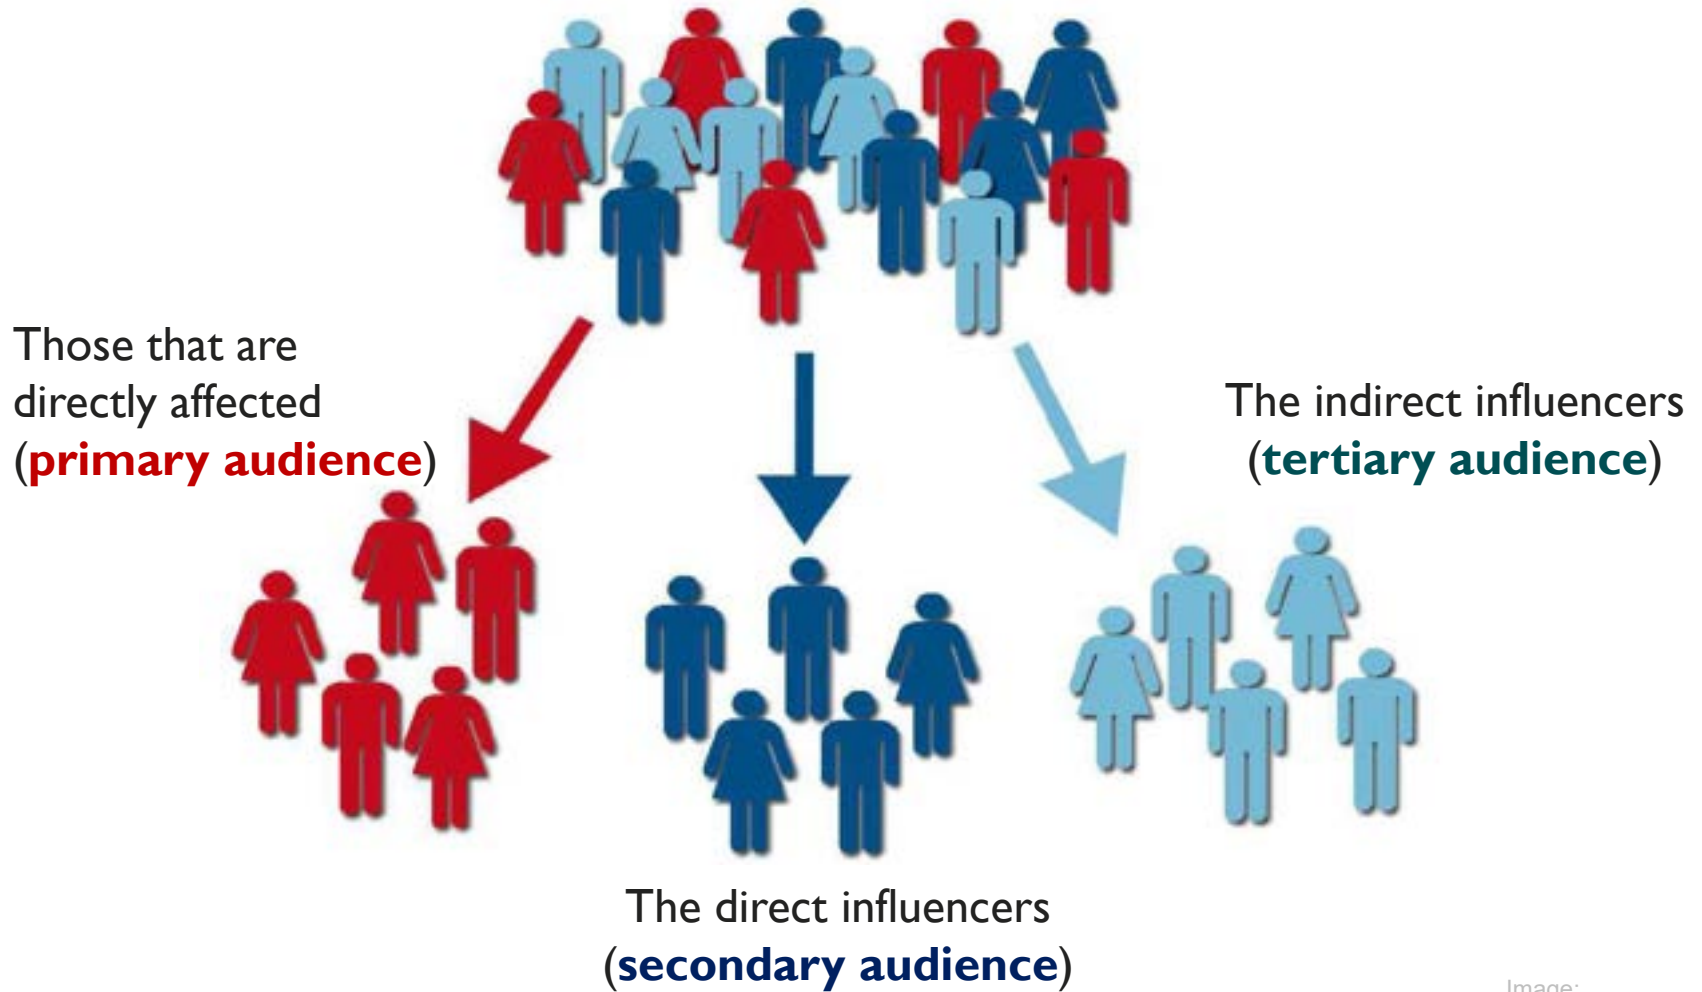 Those that are
directly affected
(primary audience)
The indirect influencers
(tertiary audience)
The direct influencers
(secondary audience)
Image: